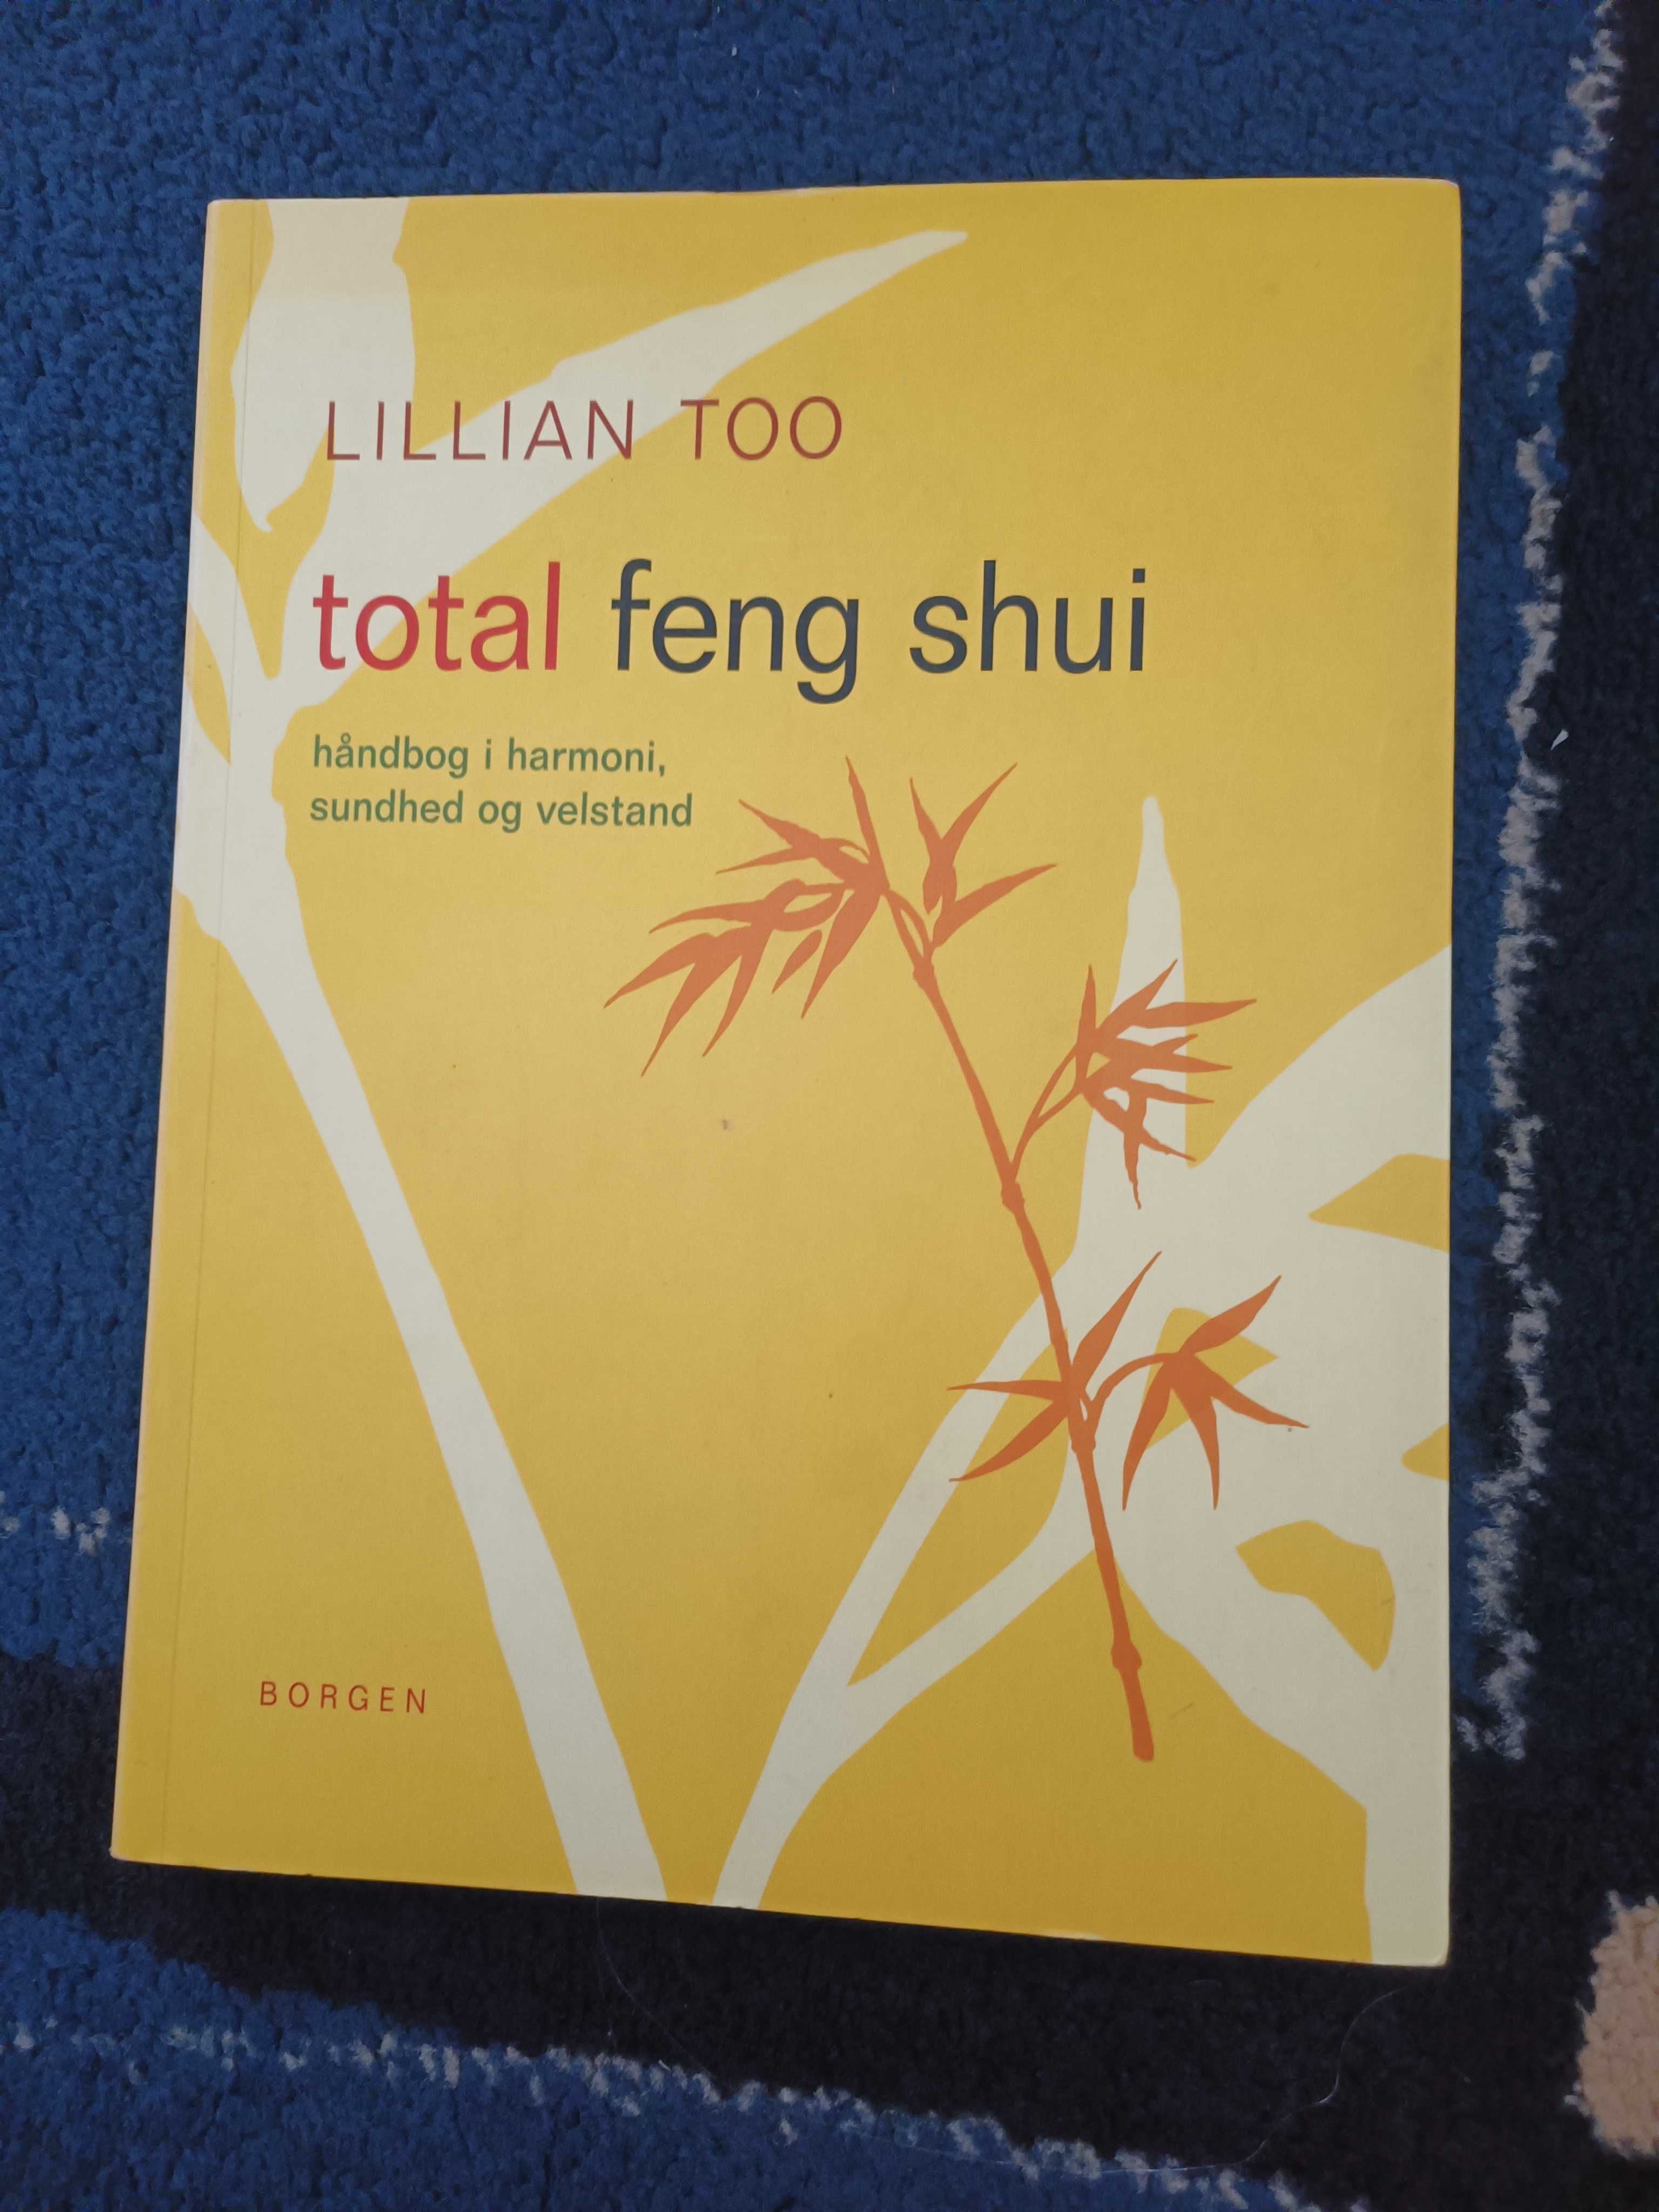 LILLIAN TOO
total feng shui
håndbog i harmoni,
sundhed og velstand
BORGEN